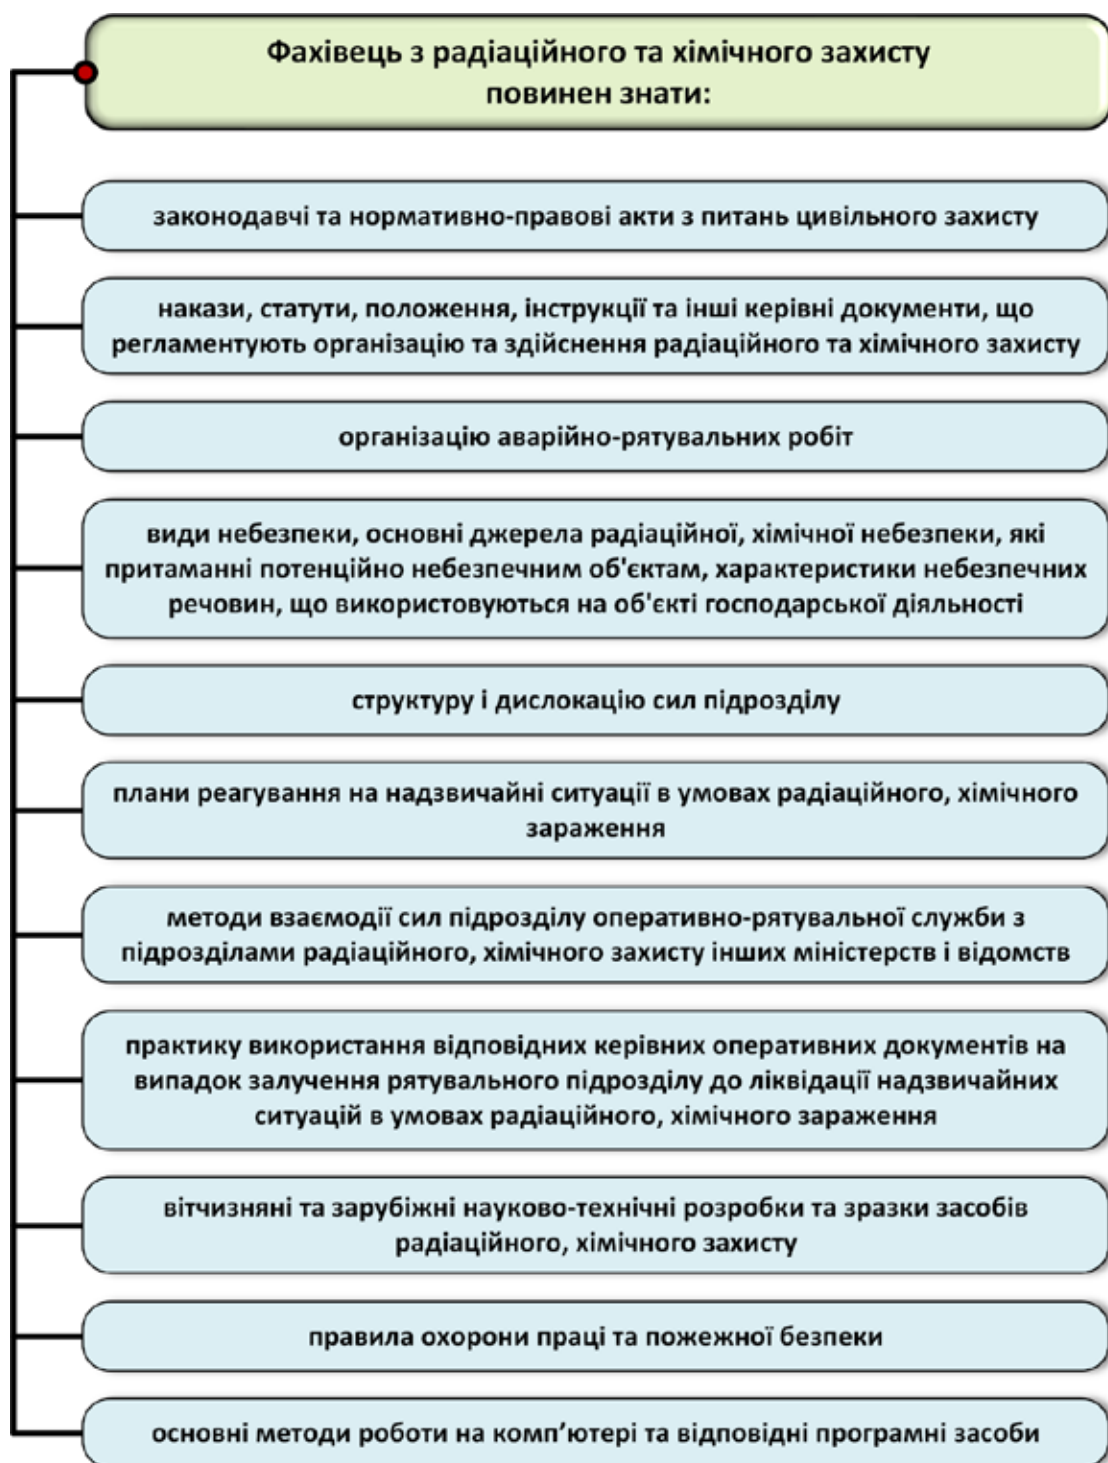 Фахівець з радіаційного та хімічного захисту
повинен знати:
законодавчі та нормативно-правові акти з питань цивільного захисту
накази, статути, положення, інструкції та інші керівні документи, що
регламентують організацію та здійснення радіаційного та хімічного захисту
організацію аварійно-рятувальних робіт
види небезпеки, основні джерела радіаційної, хімічної небезпеки, які
притаманні потенційно небезпечним об'єктам, характеристики небезпечних
речовин, що використовуються на об'єкті господарської діяльності
структуру і дислокацію сил підрозділу
плани реагування на надзвичайні ситуації в умовах радіаційного, хімічного
зараження
методи взаємодії сил підрозділу оперативно-рятувальної служби з
підрозділами радіаційного, хімічного захисту інших міністерств і відомств
практику використання відповідних керівних оперативних документів на
випадок залучення рятувального підрозділу до ліквідації надзвичайних
ситуацій в умовах радіаційного, хімічного зараження
вітчизняні та зарубіжні науково-технічні розробки та зразки засобів
радіаційного, хімічного захисту
правила охорони праці та пожежної безпеки
основні методи роботи на комп’ютері та відповідні програмні засоби